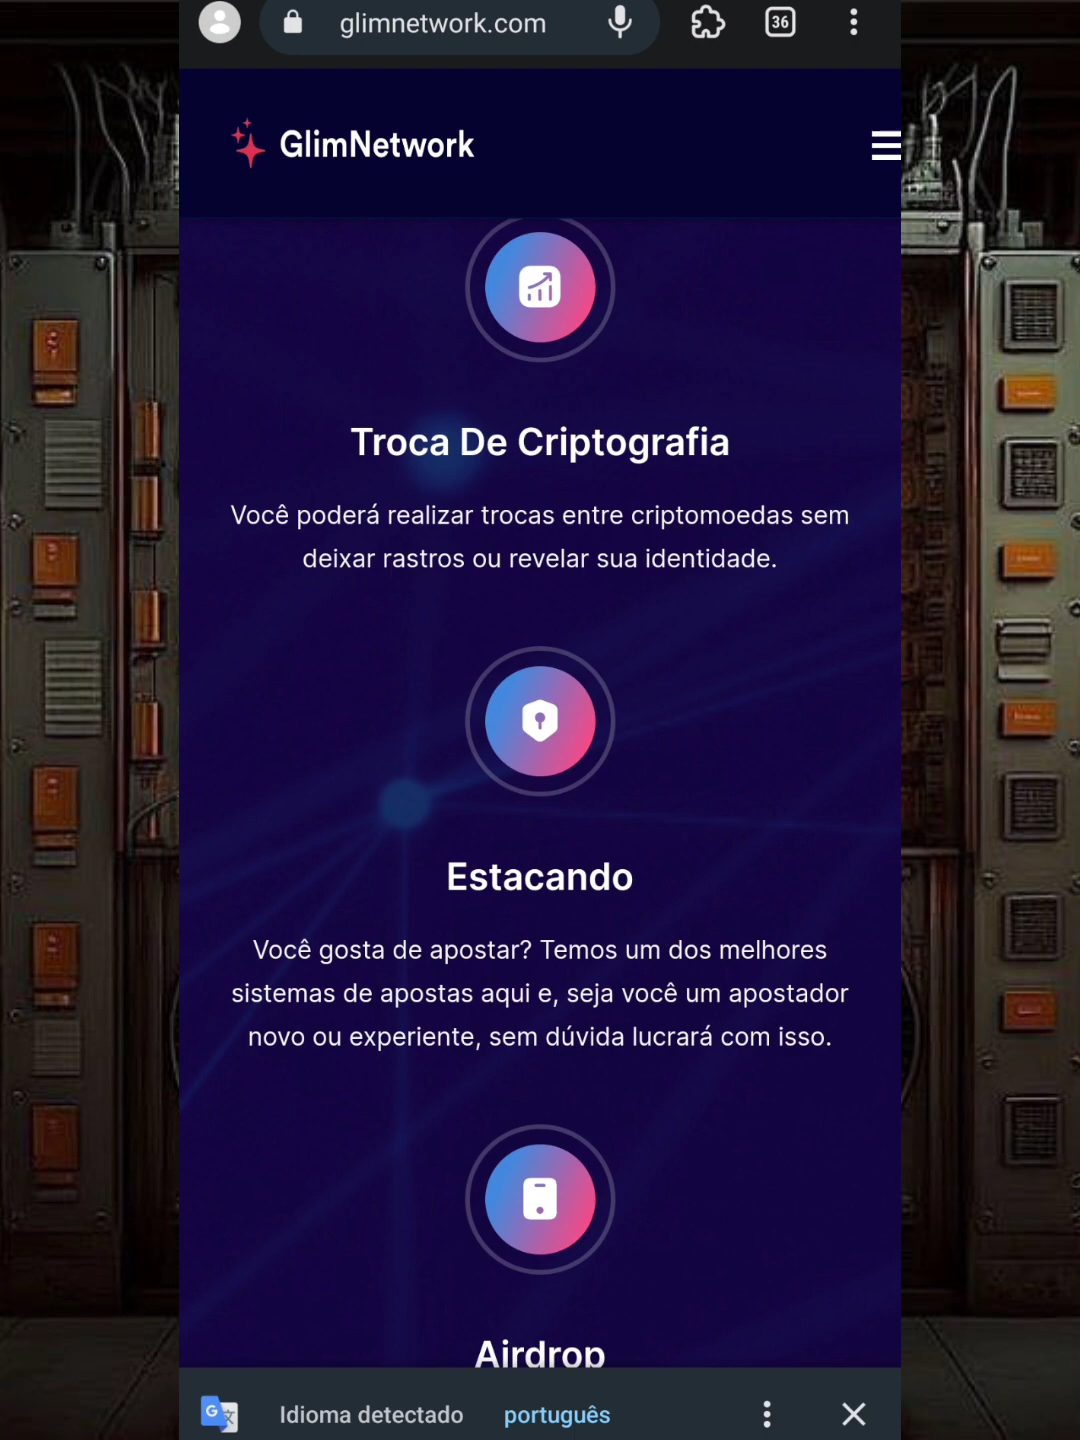 glimnetwork.com
36
GlimNetwork
Troca De Criptografia
Você poderá realizar trocas entre criptomoedas sem
deixar rastros ou revelar sua identidade.
Estacando
Você gosta de apostar? Temos um dos melhores
sistemas de apostas aqui e, seja você um apostador
novo ou experiente, sem dúvida lucrará com isso.
Airdrop
G 文
Idioma detectado português